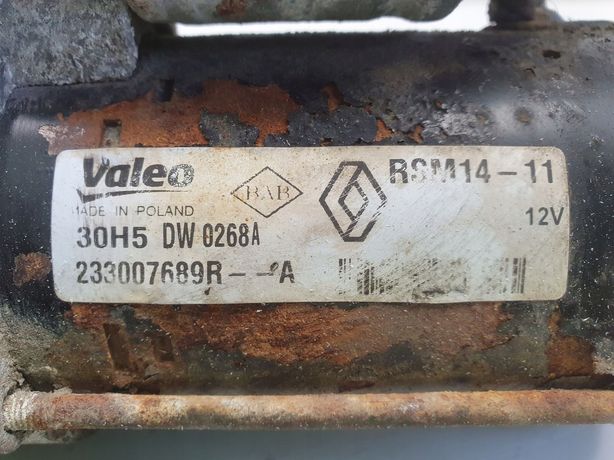 Valeo
BAB
RSM14-11
MADE IN POLAND
12V
30H5 DW 0268A
233007689R--A